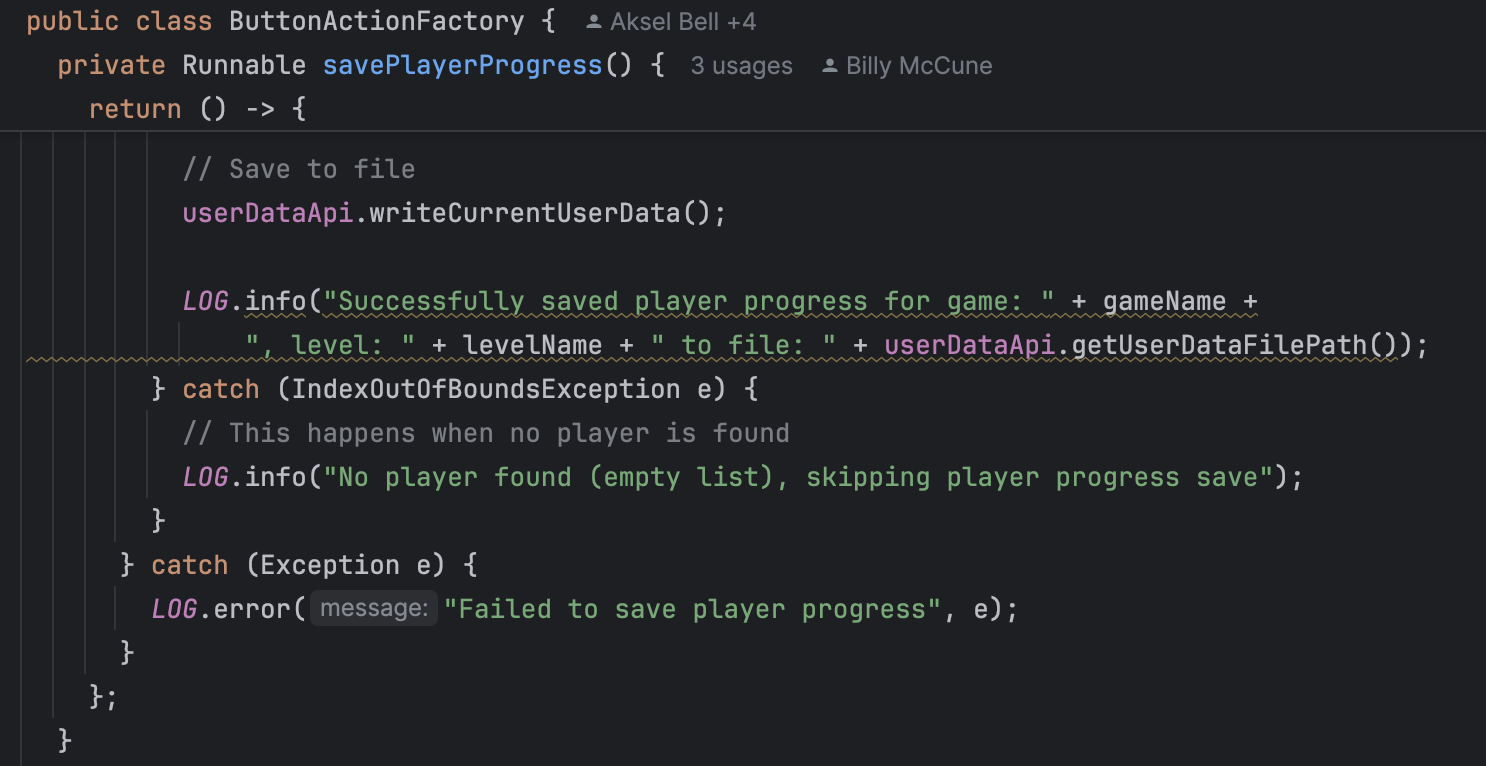 public class ButtonActionFactory { Aksel Bell +4
private Runnable savePlayerProgress() { 3 usages Billy McCune
return () -> {
// Save to file
userDataApi.writeCurrentUserData();
LOG.info("Successfully saved player progress for game: " + gameName +
", level: " + levelName + " to file: " + userDataApi.getUserDataFilePath());
} catch (IndexOutOfBoundsException e) {
// This happens when no player is found
LOG.info("No player found (empty list), skipping player progress save");
}
} catch (Exception e) {
LOG.error( message: "Failed to save player progress", e);
}
};
}